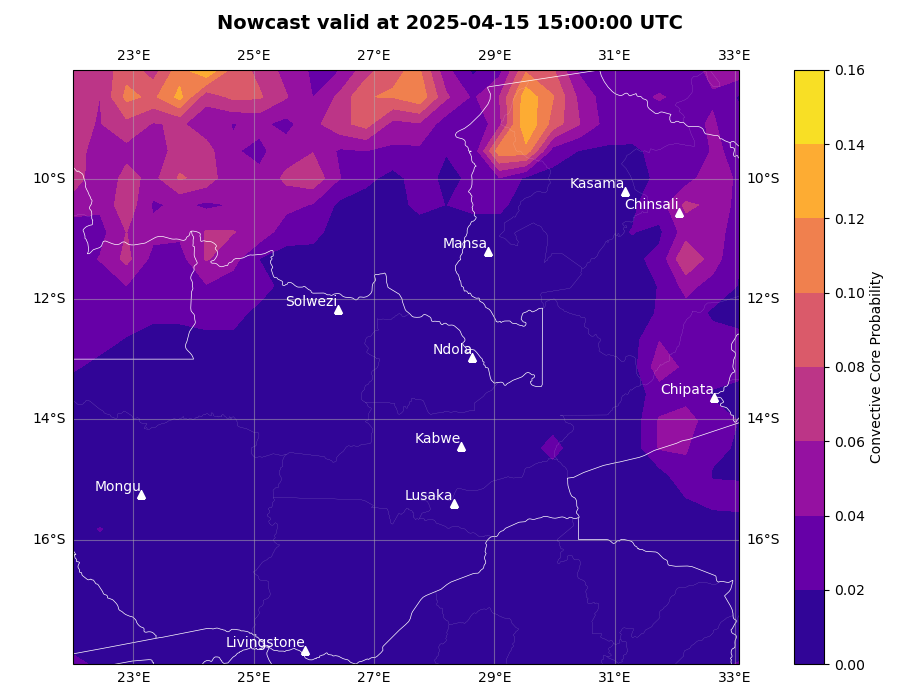 Nowcast valid at 2025-04-15 15:00:00 UTC
23°E 25°E 27°E 29°E 31°E 33°E
0.16
0.14
10°S Kasama 10°S
Chinsali
0.12
Mansa
0.10
12°S Solwezi 12°S
Convective Core Probability
Ndola
0.08
Chipata
14°S 14°S
Kabwe
0.06
Mongu
Lusaka
0.04
16°S 16°S
0.02
Livingstone
0.00
23°E 25°E 27°E 29°E 31°E 33°E